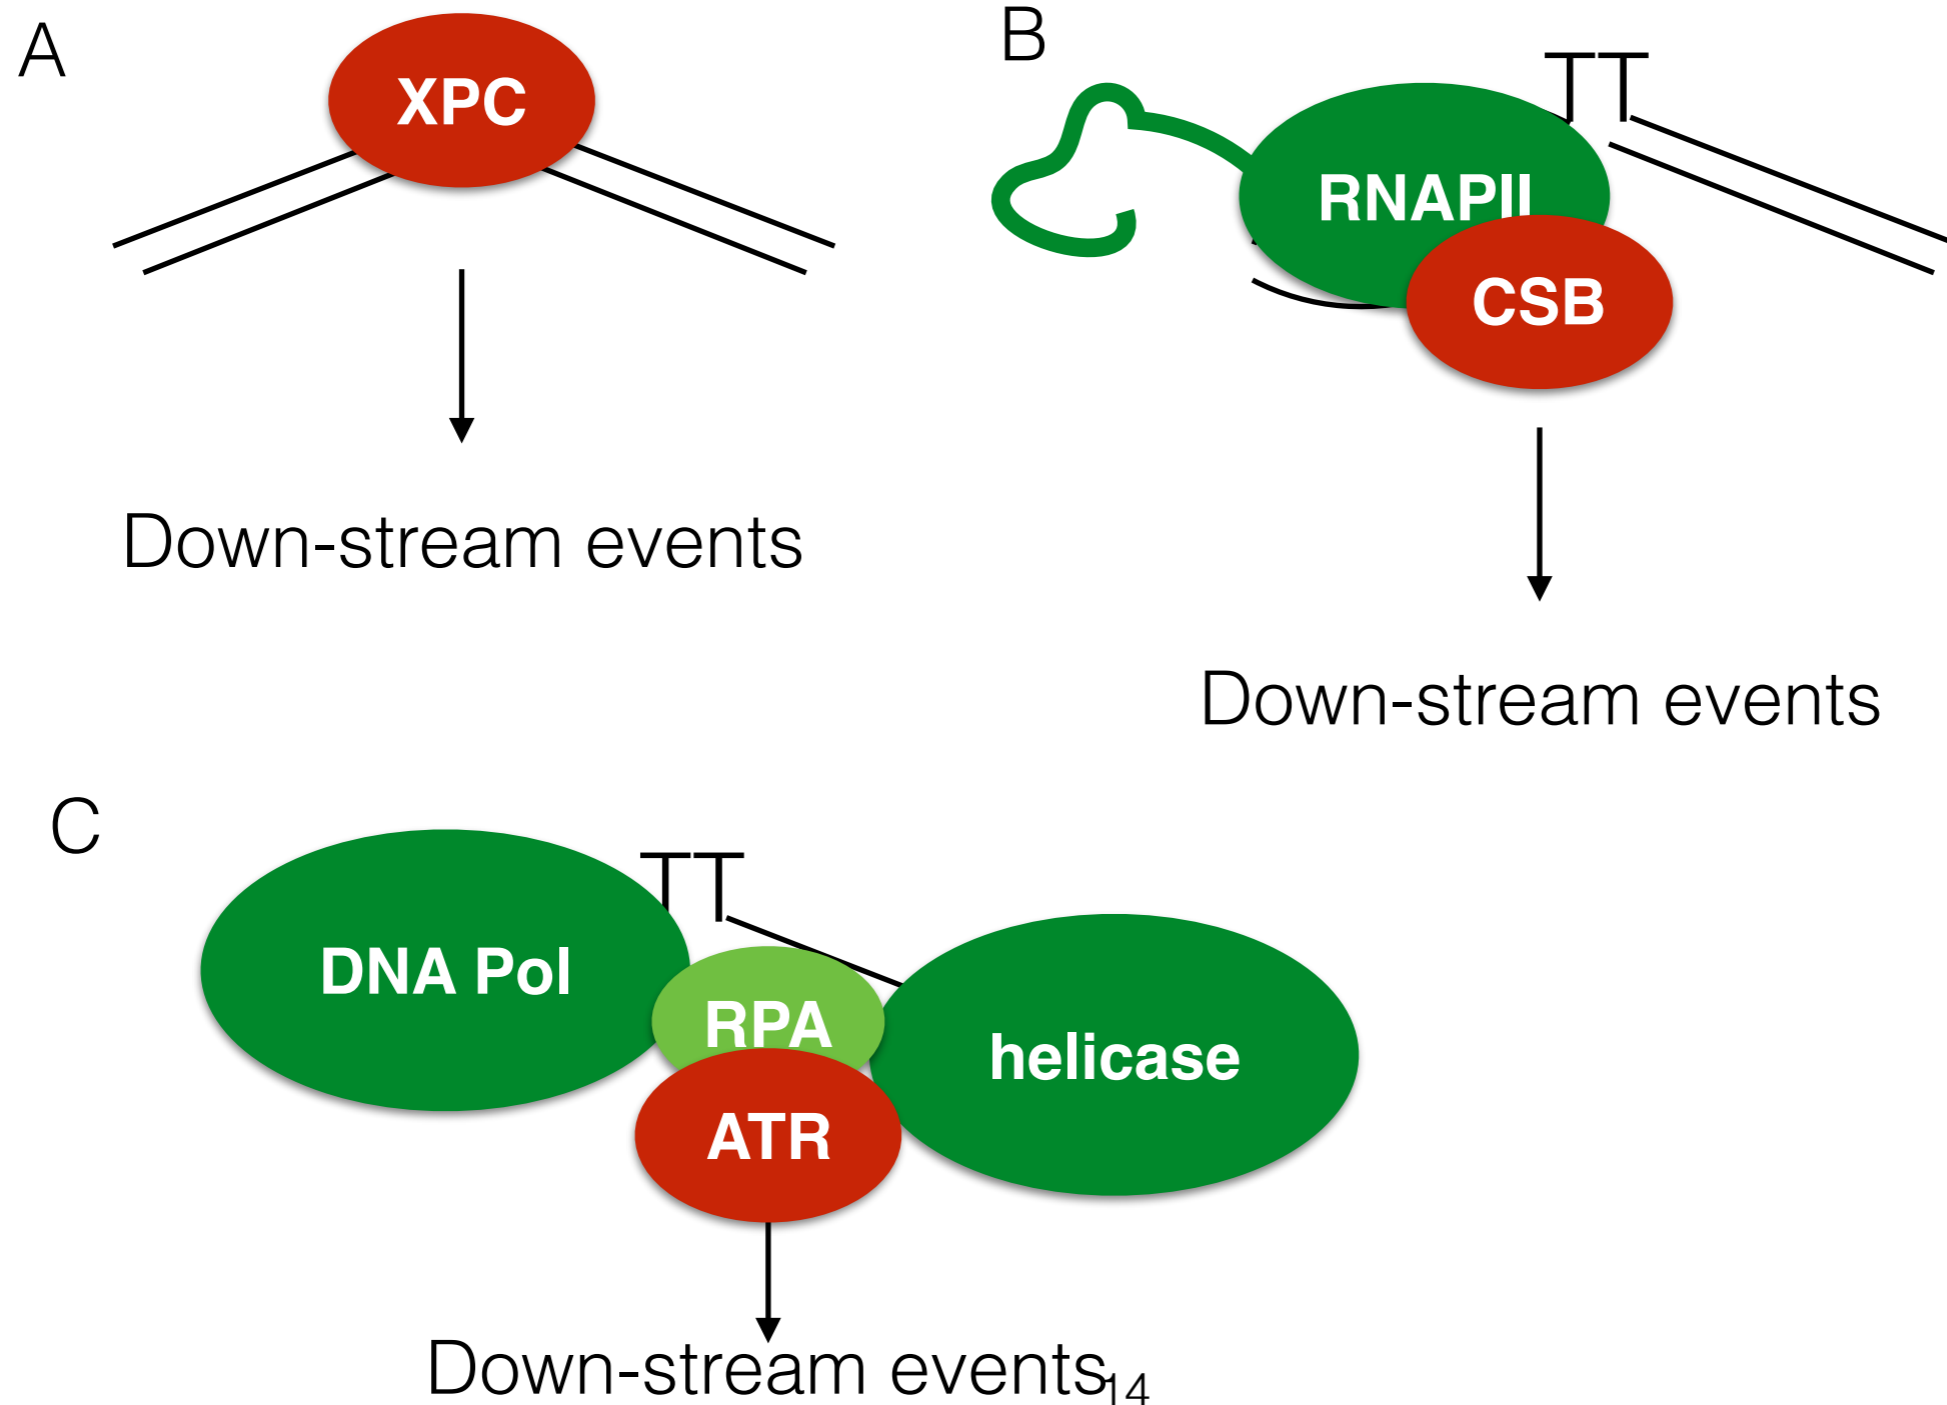 A
XPC
Down-stream events
B
TT
RNAPII
CSB
Down-stream events
C
TT
DNA Pol
RPA
helicase
ATR
Down-stream events
14